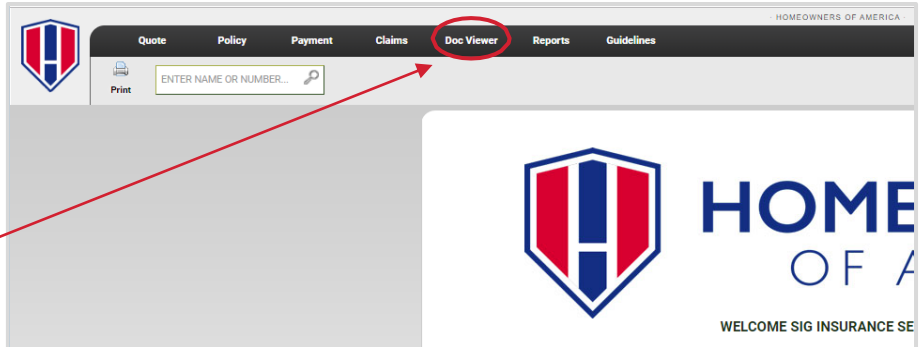 · HOMEOWNERS OF AMERICA ·
Quote Policy Payment Claims Doc Viewer Reports Guidelines
Print
ENTER NAME OR NUMBER...
HOME
OF A
WELCOME SIG INSURANCE SE